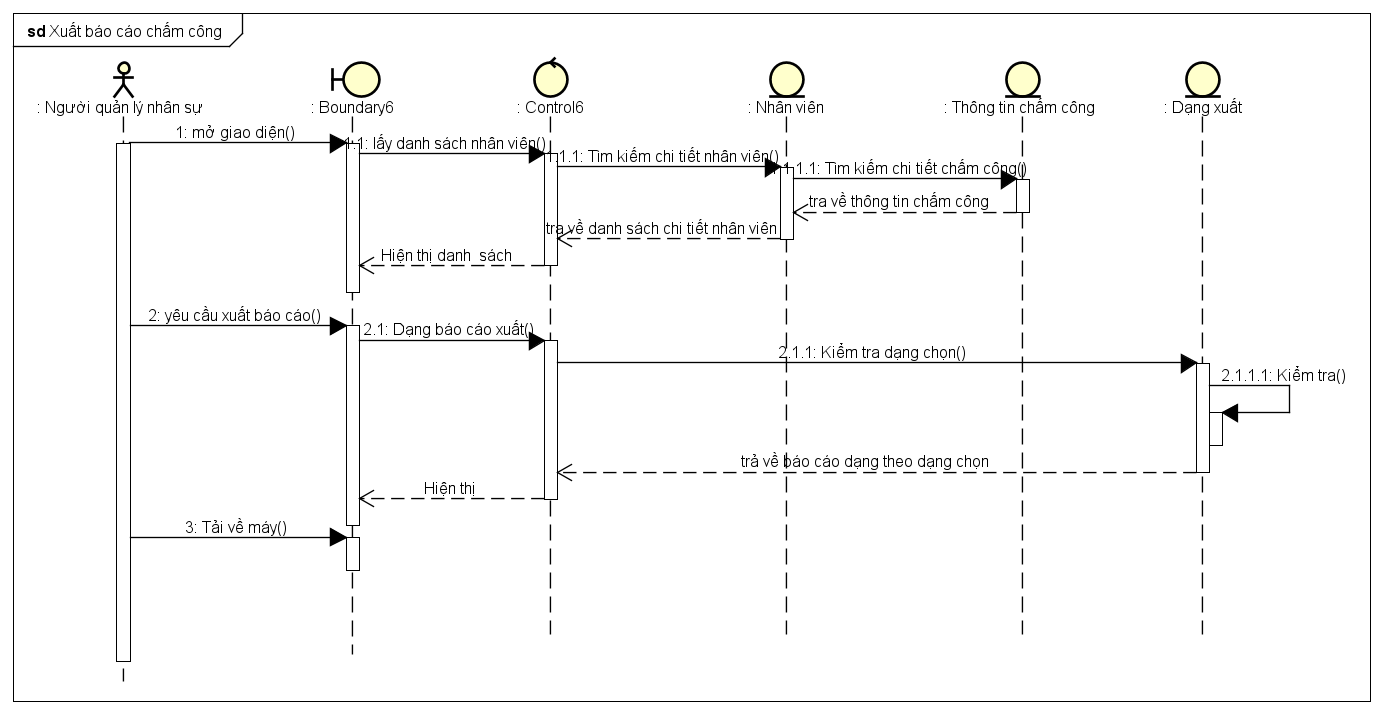 sd Xuất báo cáo chấm công
: Người quản lý nhân sự
: Boundary6
: Control6
: Nhân viên
: Thông tin chấm công
: Dạng xuất
1: mở giao diện()
1.1: lấy danh sách nhân viên()
1.1.1: Tìm kiếm chi tiết nhân viên()
1.1.1.1: Tìm kiếm chi tiết chấm công()
tra về thông tin chấm công
tra về danh sách chi tiết nhân viên
Hiện thị danh sách
2: yêu cầu xuất báo cáo()
2.1: Dạng báo cáo xuất()
2.1.1: Kiểm tra dạng chọn()
2.1.1.1: Kiểm tra()
trả về báo cáo dạng theo dạng chọn
Hiện thị
3: Tải về máy()